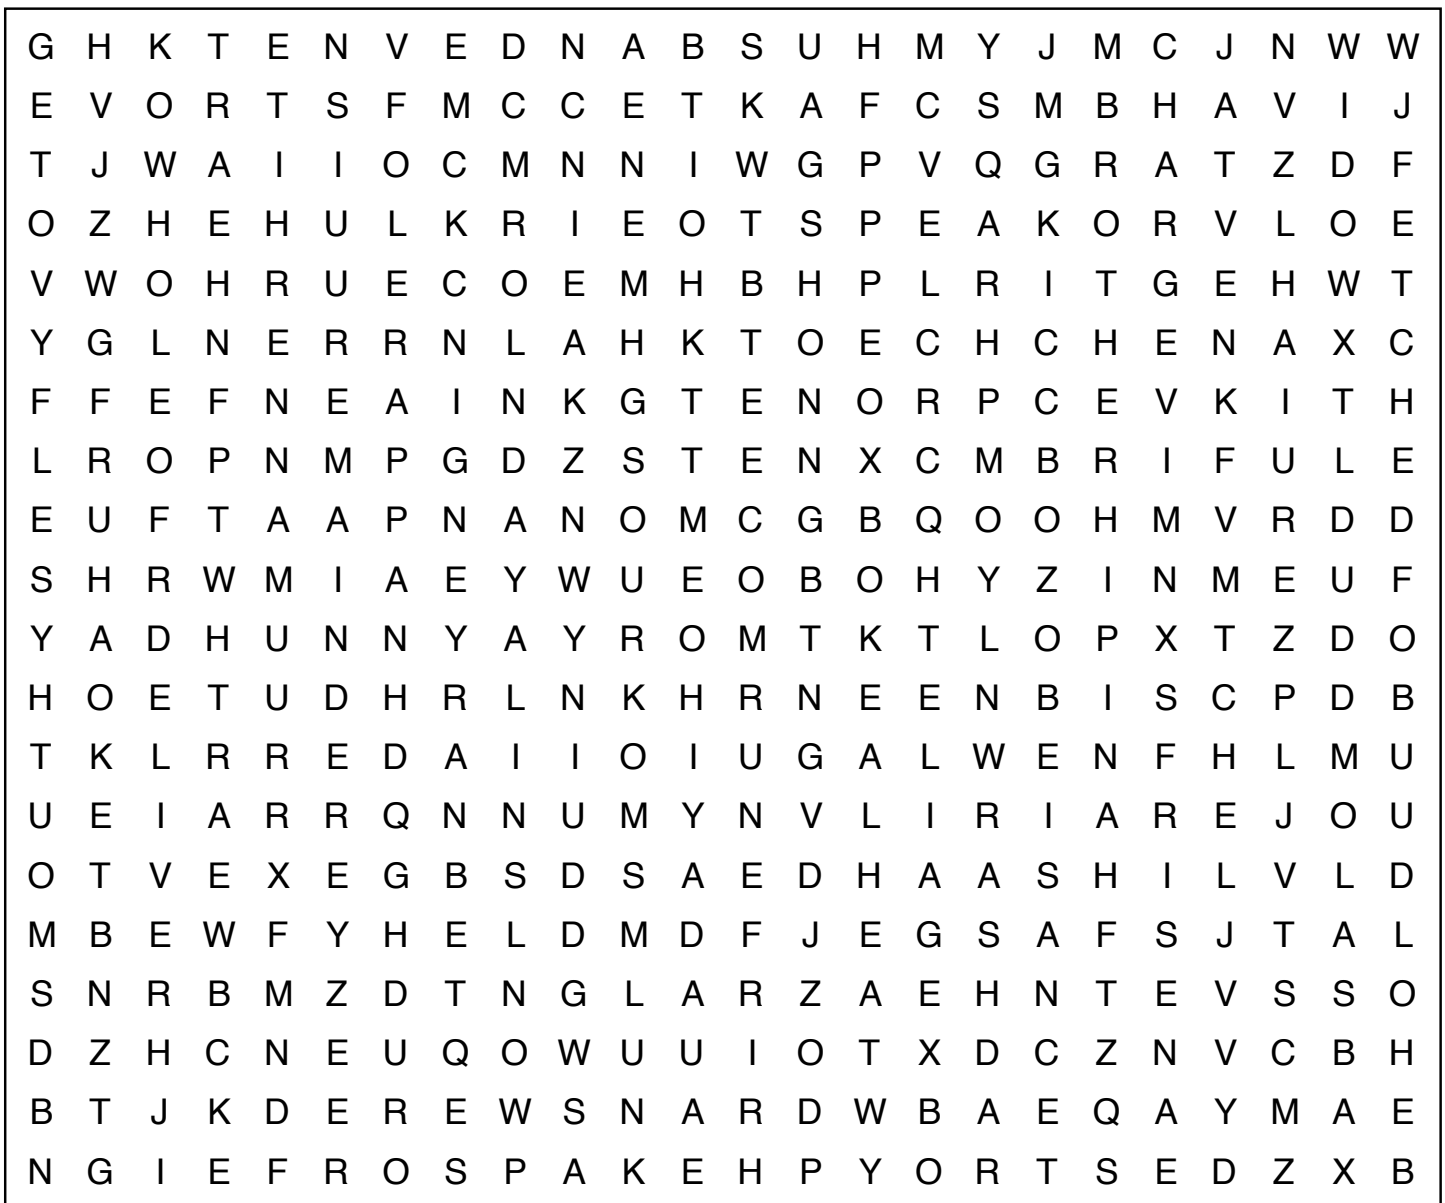 G H K T E N V E D N A B S U H M Y J M C J N W W
E V O R T S F M C C E T K A F C S M B H A V I J
T J W A I I O C M N N I W G P V Q G R A T Z D F
O Z H E H U L K R I E O T S P E A K O R V L O E
V W O H R U E C O E M H B H P L R I T G E H W T
Y G L N E R R N L A H K T O E C H C H E N A X C
F F E F N E A I N K G T E N O R P C E V K I T H
L R O P N M P G D Z S T E N X C M B R I F U L E
E U F T A A P N A N O M C G B Q O O H M V R D D
S H R W M I A E Y W U E O B O H Y Z I N M E U F
Y A D H U N N Y A Y R O M T K T L O P X T Z D O
H O E T U D H R L N K H R N E E N B I S C P D B
T K L R R E D A I I O I U G A L W E N F H L M U
U E I A R R Q N N U M Y N V L I R I A R E J O U
O T V E X E G B S D S A E D H A A S H I L V L D
M B E W F Y H E L D M D F J E G S A F S J T A L
S N R B M Z D T N G L A R Z A E H N T E V S S O
D Z H C N E U Q O W U U I O T X D C Z N V C B H
B T J K D E R E W S N A R D W B A E Q A Y M A E
N G I E F R O S P A K E H P Y O R T S E D Z X B